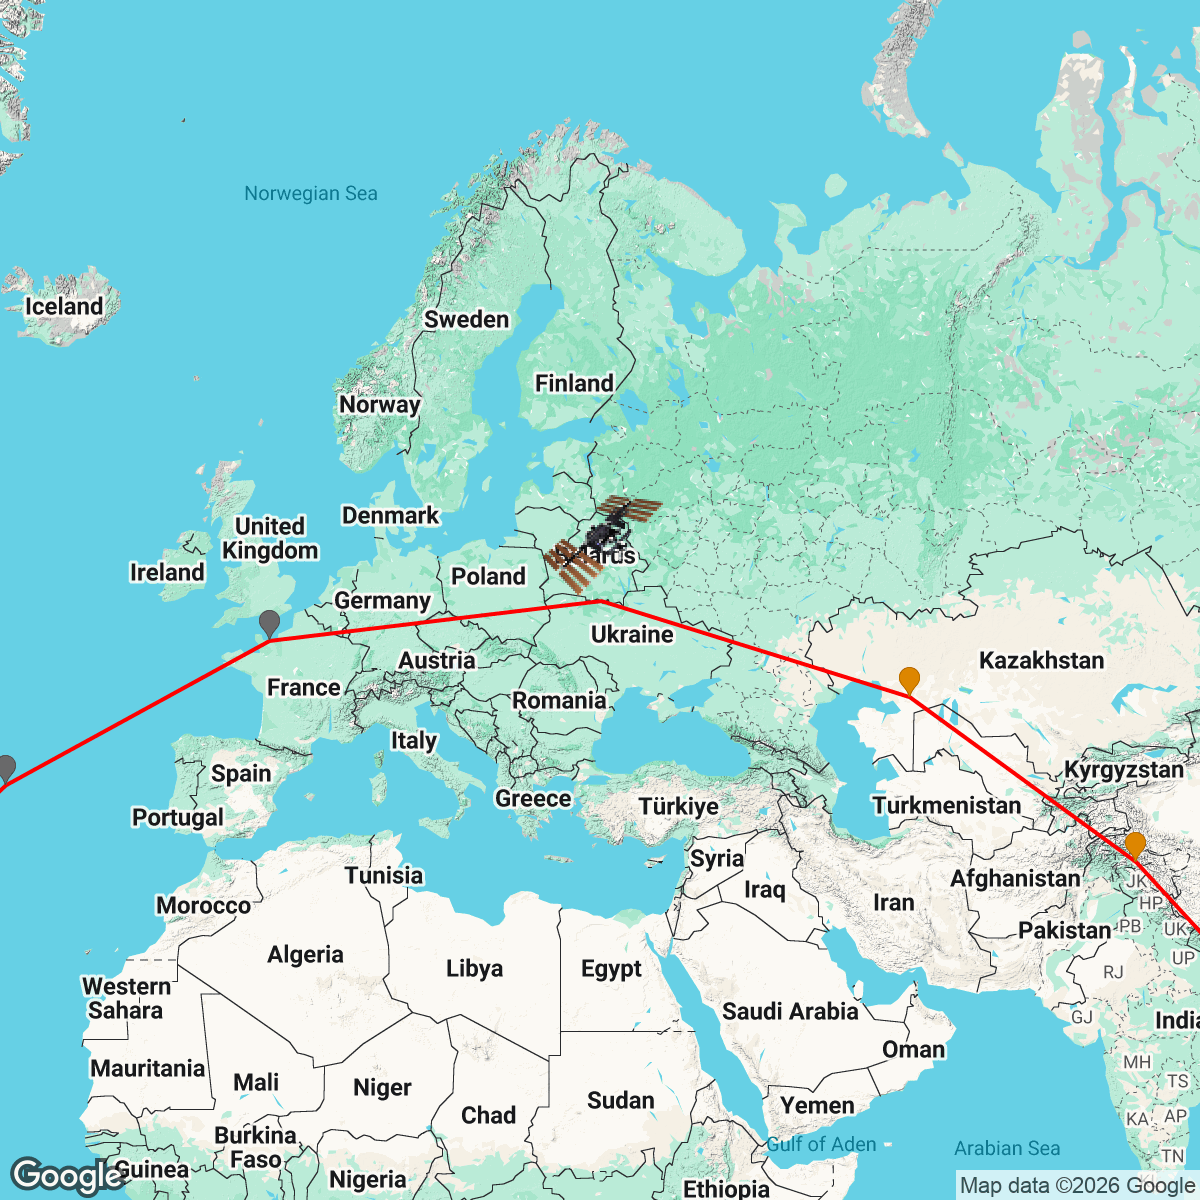 Norwegian Sea
Iceland
Sweden
Finland
Norway
Denmark
United
Kingdom
Ireland
Poland
Germany
Ukraine
Austria
Kazakhstan
France
Romania
Italy
Kyrgyzstan
Spain
Greece
Türkiye
Turkmenistan
Portugal
Syria
Tunisia
Iraq
Afghanistan
JK
Morocco
Iran
HP
Pakistan
PB
UK
Algeria
Libya
Egypt
UP
RJ
Western
Sahara
Saudi Arabia
GJ
Oman
Mauritania
Mali
Niger
MH
TS
Chad
Sudan
Yemen
KA
AP
Burkina
Faso
Gulf of Aden
Arabian Sea
TN
Guinea
Nigeria
Ethiopia
Google
Map data ©2026 Google